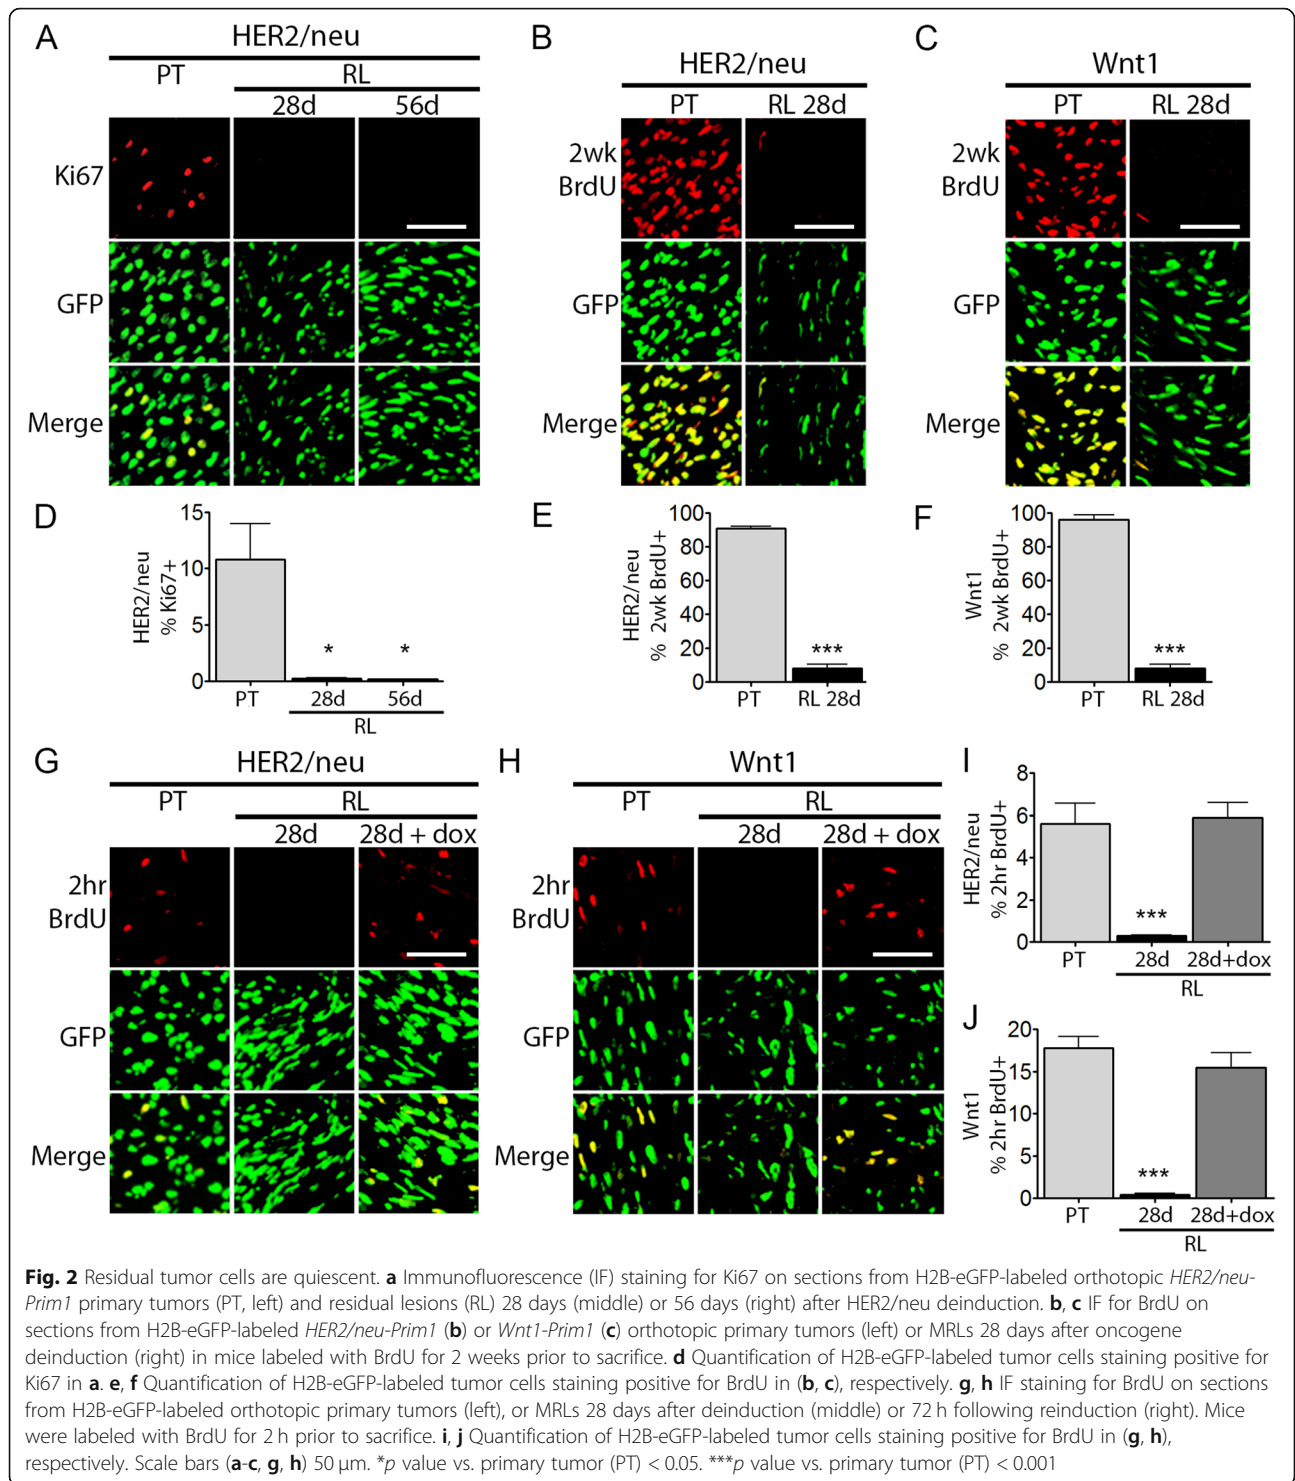 A
HER2/neu
PT
RL
28d
56d
Ki67
GFP
Merge
B
HER2/neu
PT
RL 28d
2wk
BrdU
GFP
Merge
C
Wnt1
PT
RL 28d
2wk
BrdU
GFP
Merge
D
HER2/neu
% Ki67+
15
10
5
0
*
*
PT
28d
56d
RL
E
HER2/neu
% 2wk BrdU+
100
80
60
40
20
0
***
PT
RL 28d
F
Wnt1
% 2wk BrdU+
100
80
60
40
20
0
***
PT
RL 28d
G
HER2/neu
PT
RL
28d
28d + dox
2hr
BrdU
GFP
Merge
H
Wnt1
PT
RL
28d
28d + dox
2hr
BrdU
GFP
Merge
I
HER2/neu
% 2hr BrdU+
8
6
4
2
0
***
PT
28d
28d+dox
RL
J
Wnt1
% 2hr BrdU+
20
15
10
5
0
***
PT
28d
28d+dox
RL
Fig. 2 Residual tumor cells are quiescent. a Immunofluorescence (IF) staining for Ki67 on sections from H2B-eGFP-labeled orthotopic HER2/neu-
Prim1 primary tumors (PT, left) and residual lesions (RL) 28 days (middle) or 56 days (right) after HER2/neu deinduction. b, c IF for BrdU on
sections from H2B-eGFP-labeled HER2/neu-Prim1 (b) or Wnt1-Prim1 (c) orthotopic primary tumors (left) or MRLs 28 days after oncogene
deinduction (right) in mice labeled with BrdU for 2 weeks prior to sacrifice. d Quantification of H2B-eGFP-labeled tumor cells staining positive for
Ki67 in a. e, f Quantification of H2B-eGFP-labeled tumor cells staining positive for BrdU in (b, c), respectively. g, h IF staining for BrdU on sections
from H2B-eGFP-labeled orthotopic primary tumors (left), or MRLs 28 days after deinduction (middle) or 72 h following reinduction (right). Mice
were labeled with BrdU for 2 h prior to sacrifice. i, j Quantification of H2B-eGFP-labeled tumor cells staining positive for BrdU in (g, h),
respectively. Scale bars (a-c, g, h) 50 μm. *p value vs. primary tumor (PT) < 0.05. ***p value vs. primary tumor (PT) < 0.001